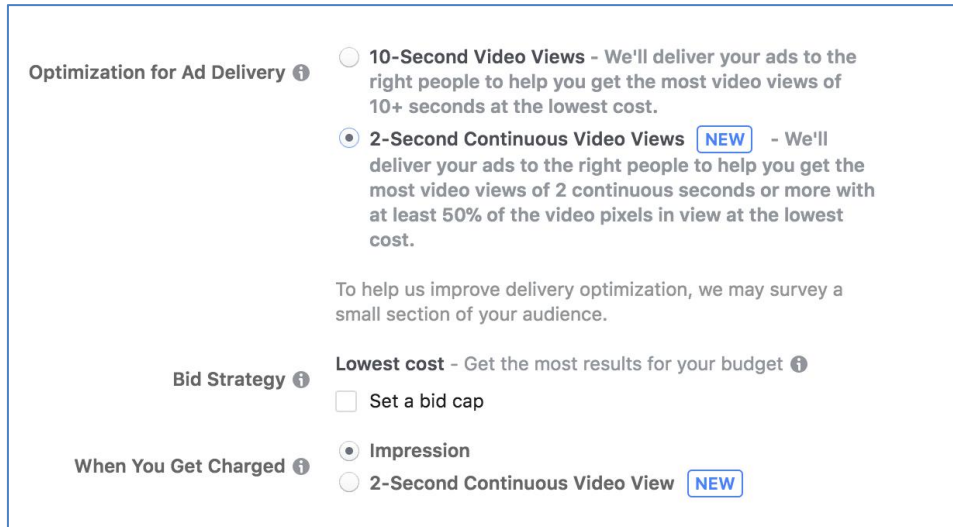 Optimization for Ad Delivery
10-Second Video Views - We'll deliver your ads to the
right people to help you get the most video views of
10+ seconds at the lowest cost.
2-Second Continuous Video Views NEW - We'll
deliver your ads to the right people to help you get the
most video views of 2 continuous seconds or more with
at least 50% of the video pixels in view at the lowest
cost.
To help us improve delivery optimization, we may survey a
small section of your audience.
Bid Strategy
Lowest cost - Get the most results for your budget
Set a bid cap
When You Get Charged
Impression
2-Second Continuous Video View NEW